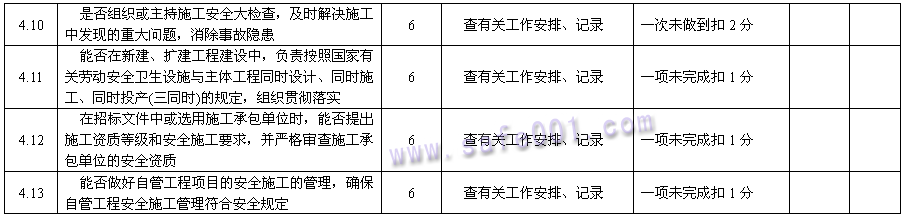 4.10 是否组织或主持施工安全大检查，及时解决施工 6 查有关工作安排、记录 一次未做到扣 2 分
中发现的重大问题，消除事故隐患
能否在新建、扩建工程建设中，负责按照国家有
4.11 关劳动安全卫生设施与主体工程同时设计、同时施 6 查有关工作安排、记录 一项未完成扣 1 分
工、同时投产(三同时)的规定，组织贯彻落实
在招标文件中或选用施工承包单位时，能否提出
4.12 施工资质等级和安全施工要求，并严格审查施工承 6 查有关工作安排、记录 一项未完成扣 1 分
包单位的安全资质
4.13 能否做好自管工程项目的安全施工的管理，确保 6 查有关工作安排、记录 一项未完成扣 1 分
自管工程安全施工管理符合安全规定
www.safe001.com